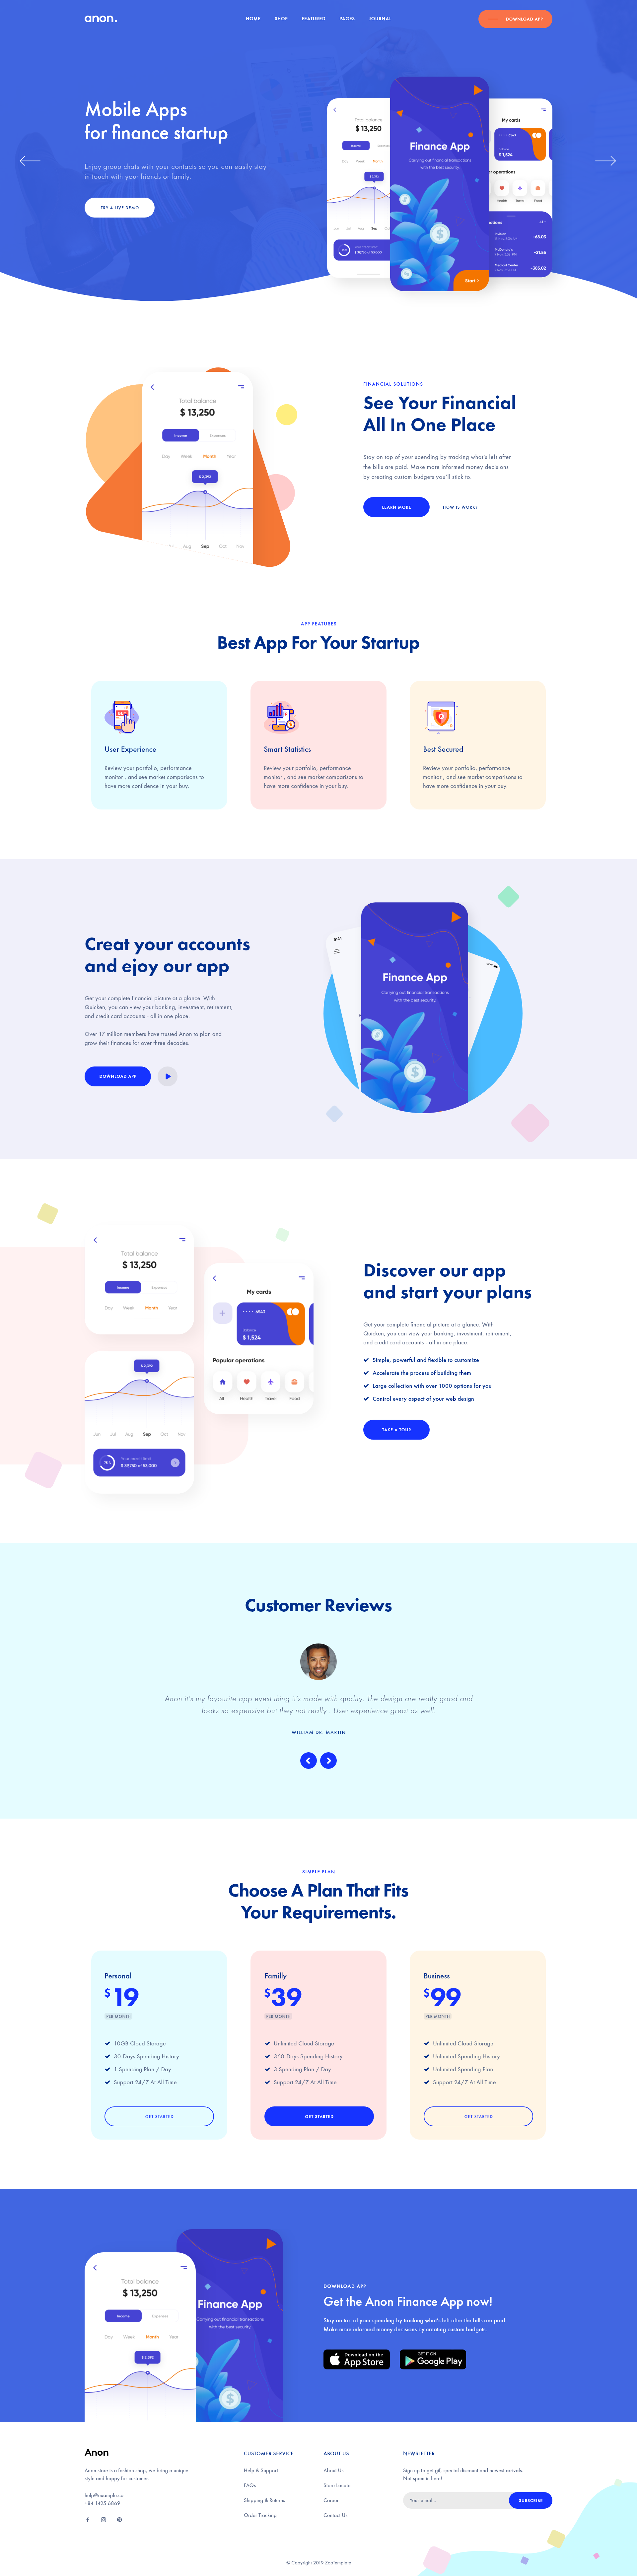 anon.
HOME SHOP FEATURED PAGES JOURNAL
DOWNLOAD APP
Mobile Apps
for finance startup
Enjoy group chats with your contacts so you can easily stay
in touch with your friends or family.
TRY A LIVE DEMO
Total balance
$ 13,250
Finance App
Carrying out financial transactions
with the best security.
Start >
My cards
$ 1,524
Health Travel Food
FINANCIAL SOLUTIONS
See Your Financial
All In One Place
Stay on top of your spending by tracking what's left after
the bills are paid. Make more informed money decisions
by creating custom budgets you'll stick to.
LEARN MORE
HOW IS WORK?
Total balance
$ 13,250
Income Expenses
Day Week Month Year
$ 2,392
Aug Sep Oct Nov
APP FEATURES
Best App For Your Startup
User Experience
Review your portfolio, performance
monitor , and see market comparisons to
have more confidence in your buy.
Smart Statistics
Review your portfolio, performance
monitor , and see market comparisons to
have more confidence in your buy.
Best Secured
Review your portfolio, performance
monitor , and see market comparisons to
have more confidence in your buy.
Creat your accounts
and ejoy our app
Get your complete financial picture at a glance. With
Quicken, you can view your banking, investment, retirement,
and credit card accounts - all in one place.
Over 17 million members have trusted Anon to plan and
grow their finances for over three decades.
DOWNLOAD APP
9:41
Finance App
Carrying out financial transactions
with the best security.
Total balance
$ 13,250
Income Expenses
Day Week Month Year
$ 2,392
Jun Jul Aug Sep Oct Nov
Your credit limit
$ 39,750 of 53,000
My cards
6543
Balance
$ 1,524
Popular operations
All Health Travel Food
Discover our app
and start your plans
Get your complete financial picture at a glance. With
Quicken, you can view your banking, investment, retirement,
and credit card accounts - all in one place.
Simple, powerful and flexible to customize
Accelerate the process of building them
Large collection with over 1000 options for you
Control every aspect of your web design
TAKE A TOUR
Customer Reviews
Anon it's my favourite app evest thing it's made with quality. The design are really good and
looks so expensive but they not really . User experience great as well.
WILLIAM DR. MARTIN
SIMPLE PLAN
Choose A Plan That Fits
Your Requirements.
Personal
$19
PER MONTH
10GB Cloud Storage
30-Days Spending History
1 Spending Plan / Day
Support 24/7 At All Time
GET STARTED
Familly
$39
PER MONTH
Unlimited Cloud Storage
360-Days Spending History
3 Spending Plan / Day
Support 24/7 At All Time
GET STARTED
Business
$99
PER MONTH
Unlimited Cloud Storage
Unlimited Spending History
Unlimited Spending Plan
Support 24/7 At All Time
GET STARTED
Total balance
$ 13,250
Income Expenses
Day Week Month Year
$ 2,392
Finance App
Carrying out financial transactions
with the best security.
DOWNLOAD APP
Get the Anon Finance App now!
Stay on top of your spending by tracking what's left after the bills are paid.
Make more informed money decisions by creating custom budgets.
Download on the
App Store
GET IT ON
Google Play
Anon
Anon store is a fashion shop, we bring a unique
style and happy for customer.
help@example.co
+84 1425 6869
CUSTOMER SERVICE
Help & Support
FAQs
Shipping & Returns
Order Tracking
ABOUT US
About Us
Store Locate
Career
Contact Us
NEWSLETTER
Sign up to get gif, special discount and newest arrivals.
Not spam in here!
Your email...
SUBSCRIBE
© Copyright 2019 ZooTemplate